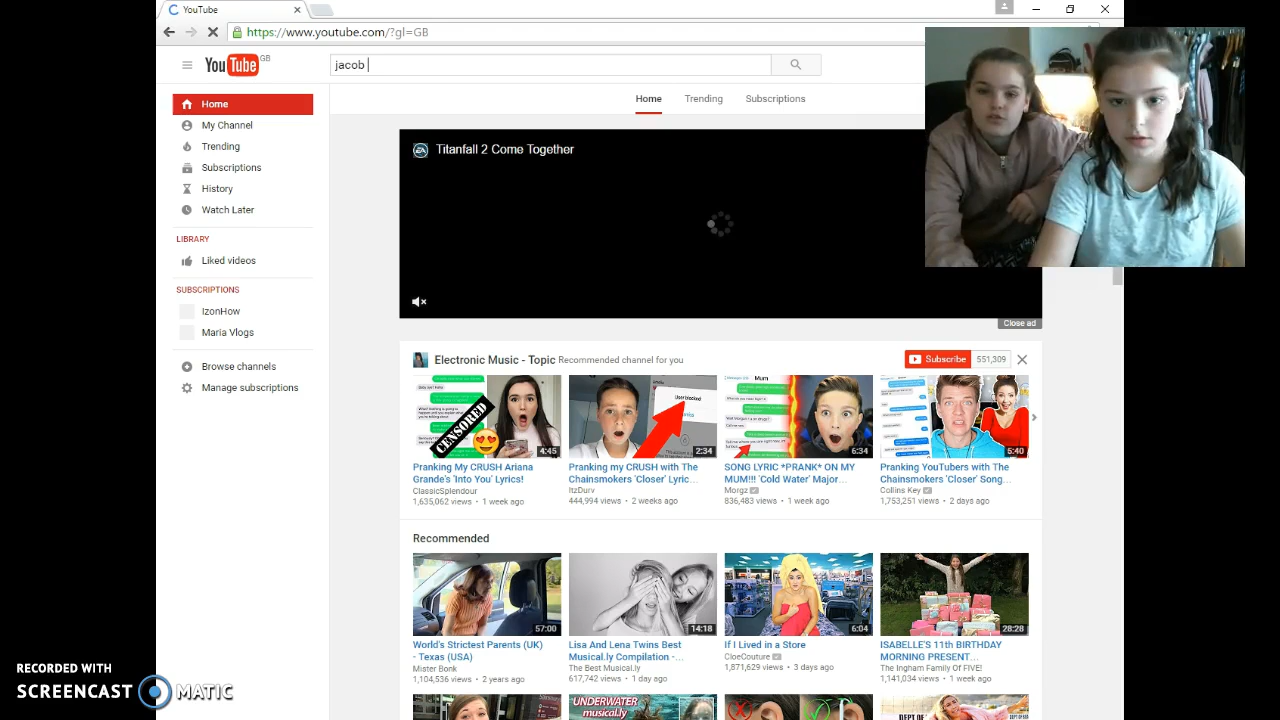 YouTube
https://www.youtube.com/?gl=GB
YouTube GB
jacob
Home Trending Subscriptions
Home
My Channel
Trending
Subscriptions
History
Watch Later
LIBRARY
Liked videos
SUBSCRIPTIONS
IzonHow
Maria Vlogs
Browse channels
Manage subscriptions
Titanfall 2 Come Together
Close ad
Electronic Music - Topic Recommended channel for you
Subscribe 551,309
CENSORED
4:45
Pranking My CRUSH Ariana
Grande's 'Into You' Lyrics!
ClassicSplendour
1,635,062 views • 1 week ago
User blocked
2:34
Pranking my CRUSH with The
Chainsmokers 'Closer' Lyric...
ItzDurv
444,994 views • 2 weeks ago
Mum
6:34
SONG LYRIC *PRANK* ON MY
MUM!!! 'Cold Water' Major...
Morgz
836,483 views • 1 week ago
5:40
Pranking YouTubers with The
Chainsmokers 'Closer' Song...
Collins Key
1,753,251 views • 2 days ago
Recommended
57:00
World's Strictest Parents (UK)
- Texas (USA)
Mister Bonk
1,104,536 views • 2 years ago
14:18
Lisa And Lena Twins Best
Musical.ly Compilation -...
The Best Musical.ly
617,742 views • 1 day ago
6:04
If I Lived in a Store
CloeCouture
1,871,629 views • 3 days ago
28:28
ISABELLE'S 11th BIRTHDAY
MORNING PRESENT...
The Ingham Family Of FIVE!
1,141,034 views • 1 week ago
UNDERWATER
musical.ly
RECORDED WITH
SCREENCAST MATIC